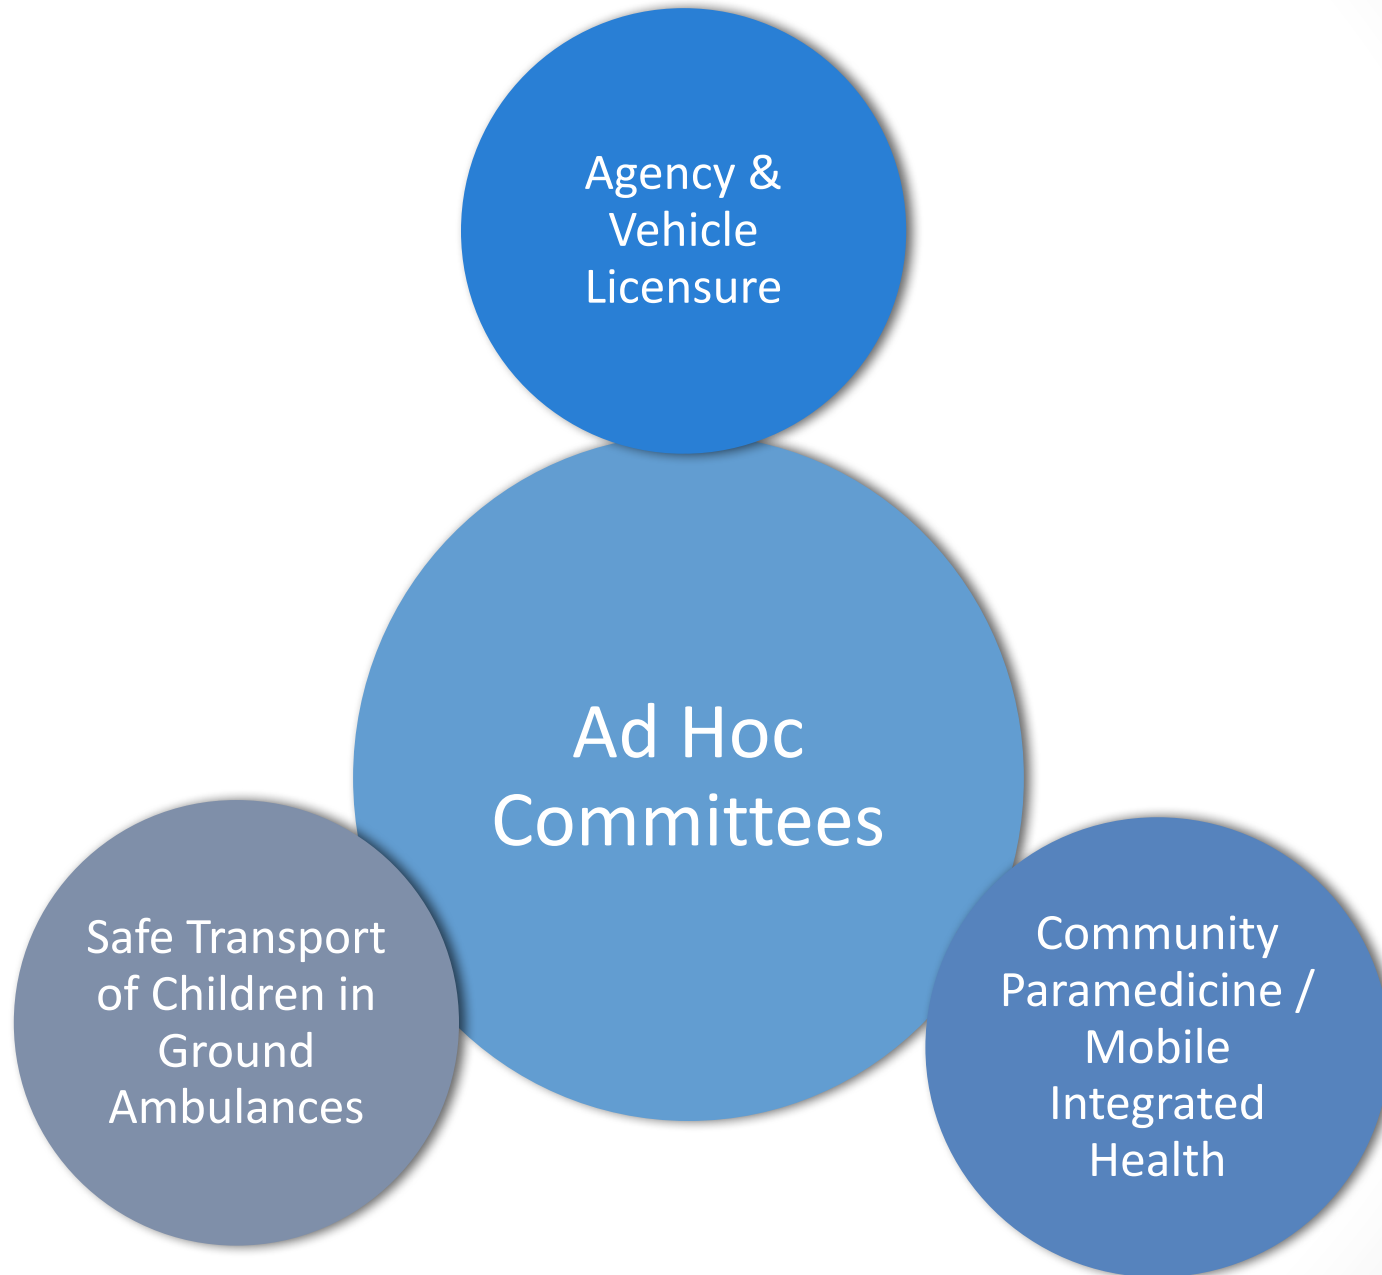 Agency &
Vehicle
Licensure
Ad Hoc
Committees
Safe Transport
of Children in
Ground
Ambulances
Community
Paramedicine /
Mobile
Integrated
Health